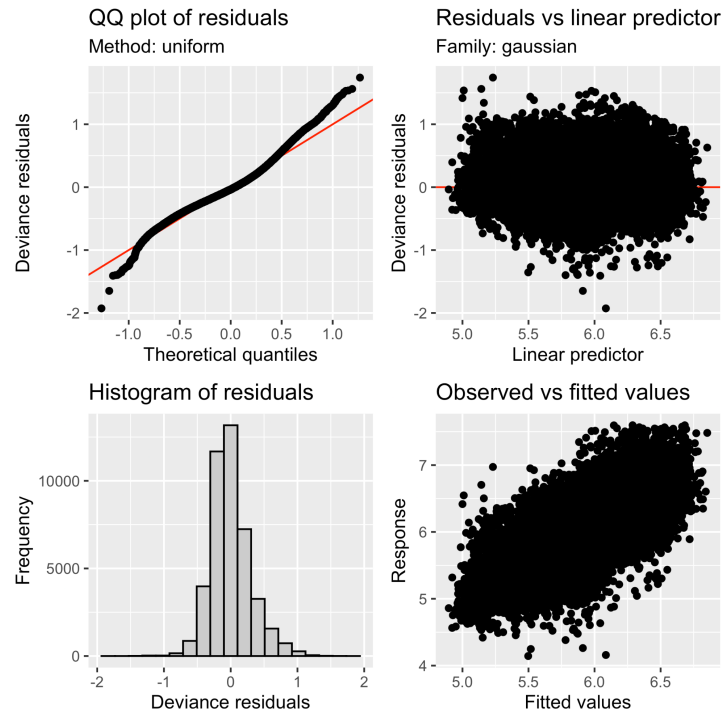 QQ plot of residuals
Method: uniform
Deviance residuals
1
0
-1
-2
-1.0
-0.5
0.0
0.5
1.0
Theoretical quantiles
Residuals vs linear predictor
Family: gaussian
Deviance residuals
1
0
-1
-2
5.0
5.5
6.0
6.5
Linear predictor
Histogram of residuals
Frequency
10000
5000
0
-2
-1
0
1
2
Deviance residuals
Observed vs fitted values
Response
7
6
5
4
5.0
5.5
6.0
6.5
Fitted values